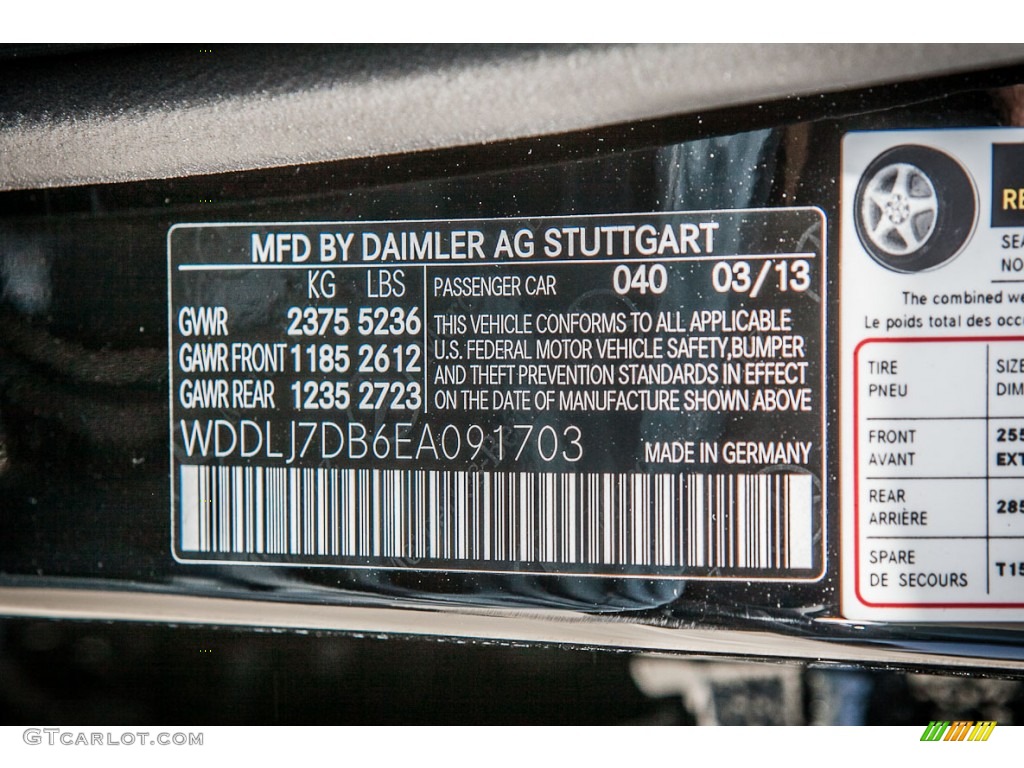 MFD BY DAIMLER AG STUTTGART
KG LBS
GWR 2375 5236
GAWR FRONT 1185 2612
GAWR REAR 1235 2723
PASSENGER CAR 040 03/13
THIS VEHICLE CONFORMS TO ALL APPLICABLE
U.S. FEDERAL MOTOR VEHICLE SAFETY,BUMPER
AND THEFT PREVENTION STANDARDS IN EFFECT
ON THE DATE OF MANUFACTURE SHOWN ABOVE
WDDLJ7DB6EA091703 MADE IN GERMANY
The combined
Le poids total des
TIRE
PNEU
FRONT 255
AVANT
REAR 285
ARRIÈRE
SPARE
DE SECOURS
GTcarlot.com